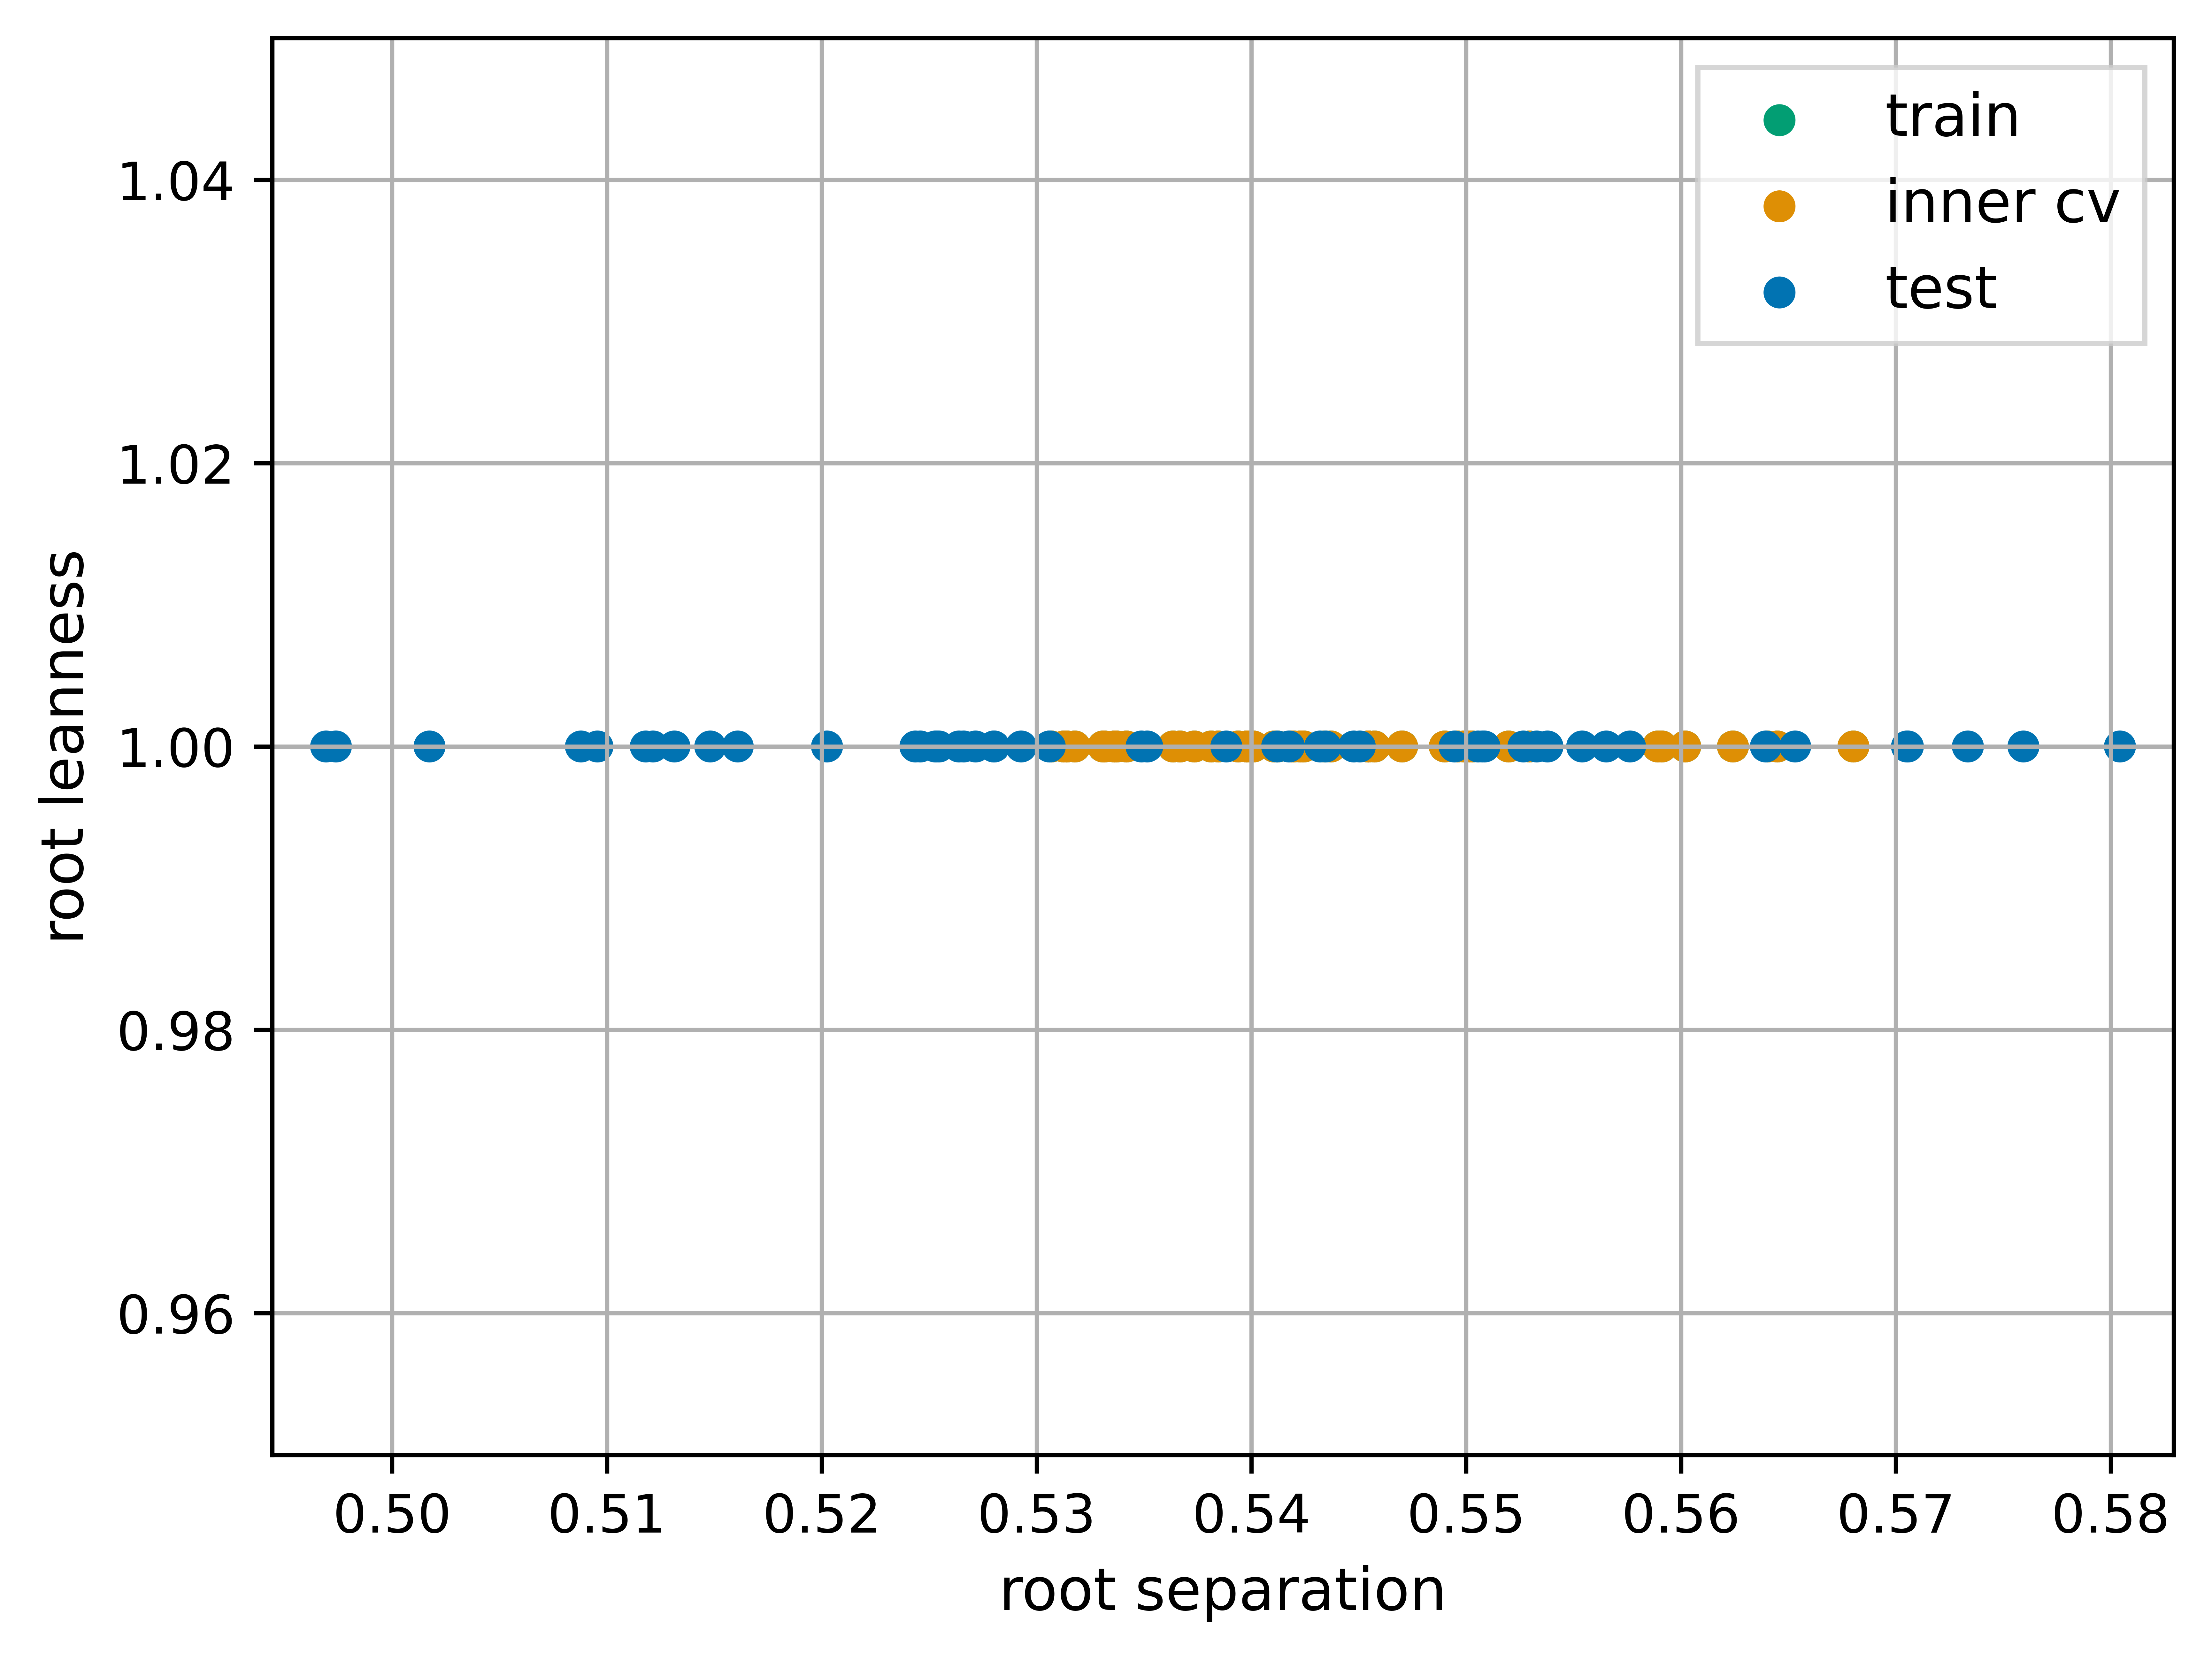 train
inner cv
test
1.04
1.02
1.00
0.98
0.96
root leanness
0.50 0.51 0.52 0.53 0.54 0.55 0.56 0.57 0.58
root separation